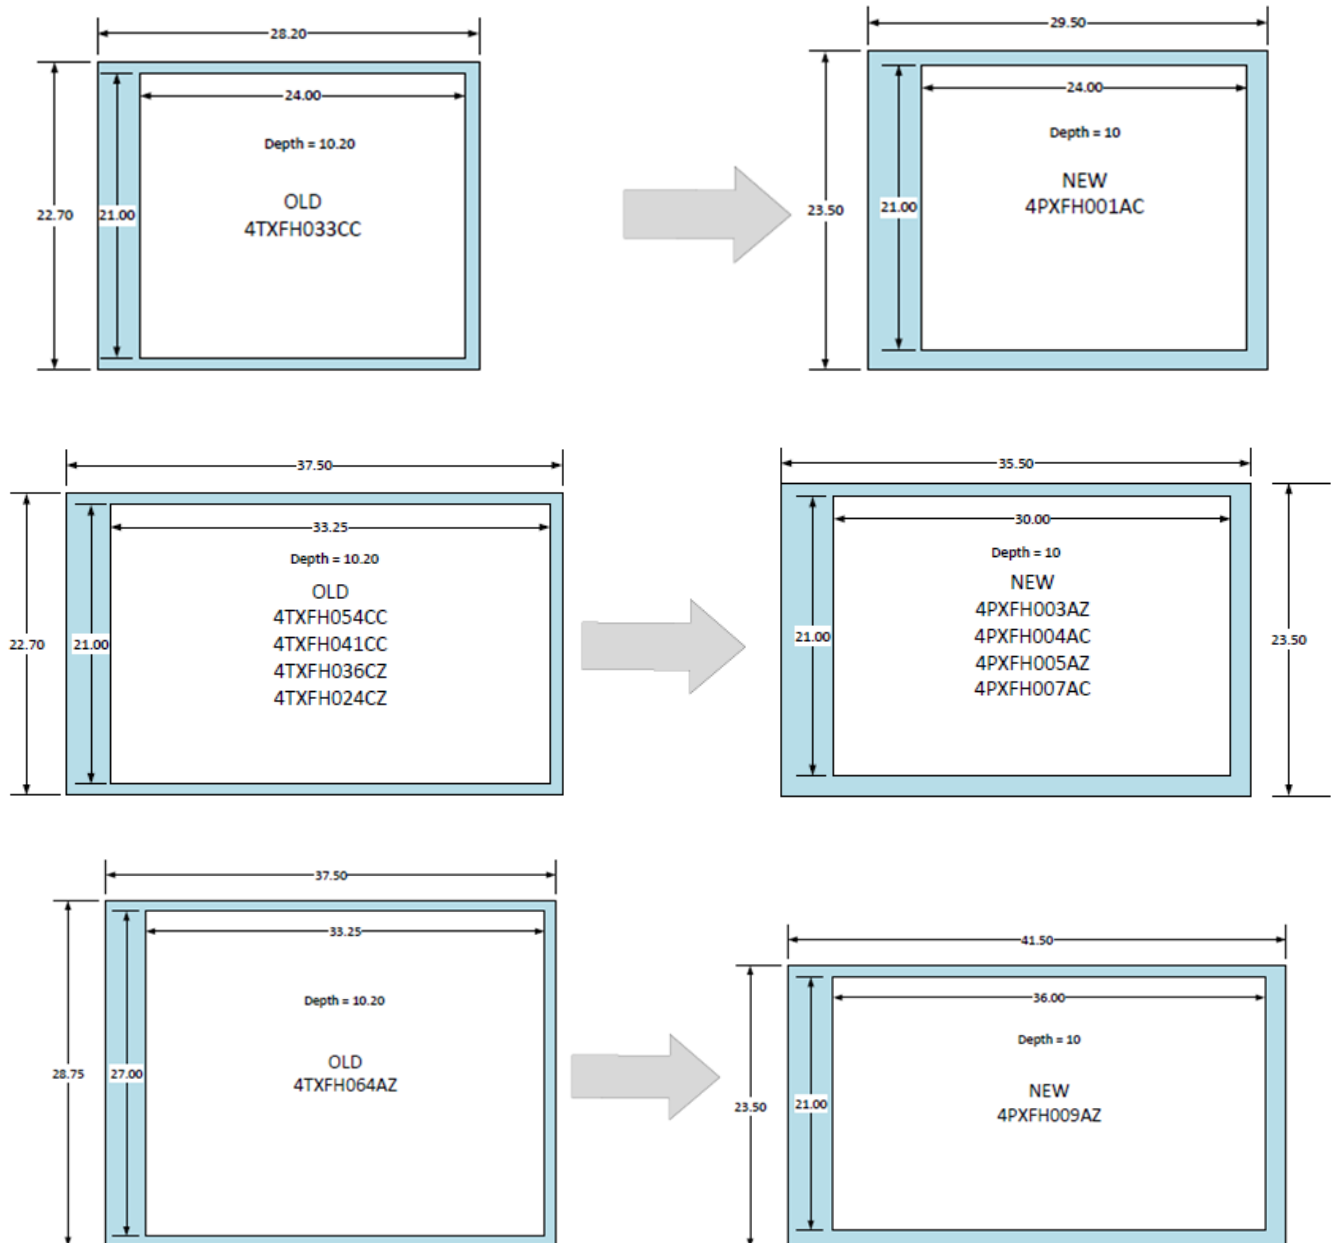 28.20
24.00
Depth = 10.20
OLD
4TXFH033CC
22.70
21.00
29.50
24.00
Depth = 10
NEW
4PXFH001AC
23.50
21.00
37.50
33.25
Depth = 10.20
OLD
4TXFH054CC
4TXFH041CC
4TXFH036CZ
4TXFH024CZ
22.70
21.00
35.50
30.00
Depth = 10
NEW
4PXFH003AZ
4PXFH004AC
4PXFH005AZ
4PXFH007AC
21.00
23.50
37.50
33.25
Depth = 10.20
OLD
4TXFH064AZ
28.75
27.00
41.50
36.00
Depth = 10
NEW
4PXFH009AZ
23.50
21.00